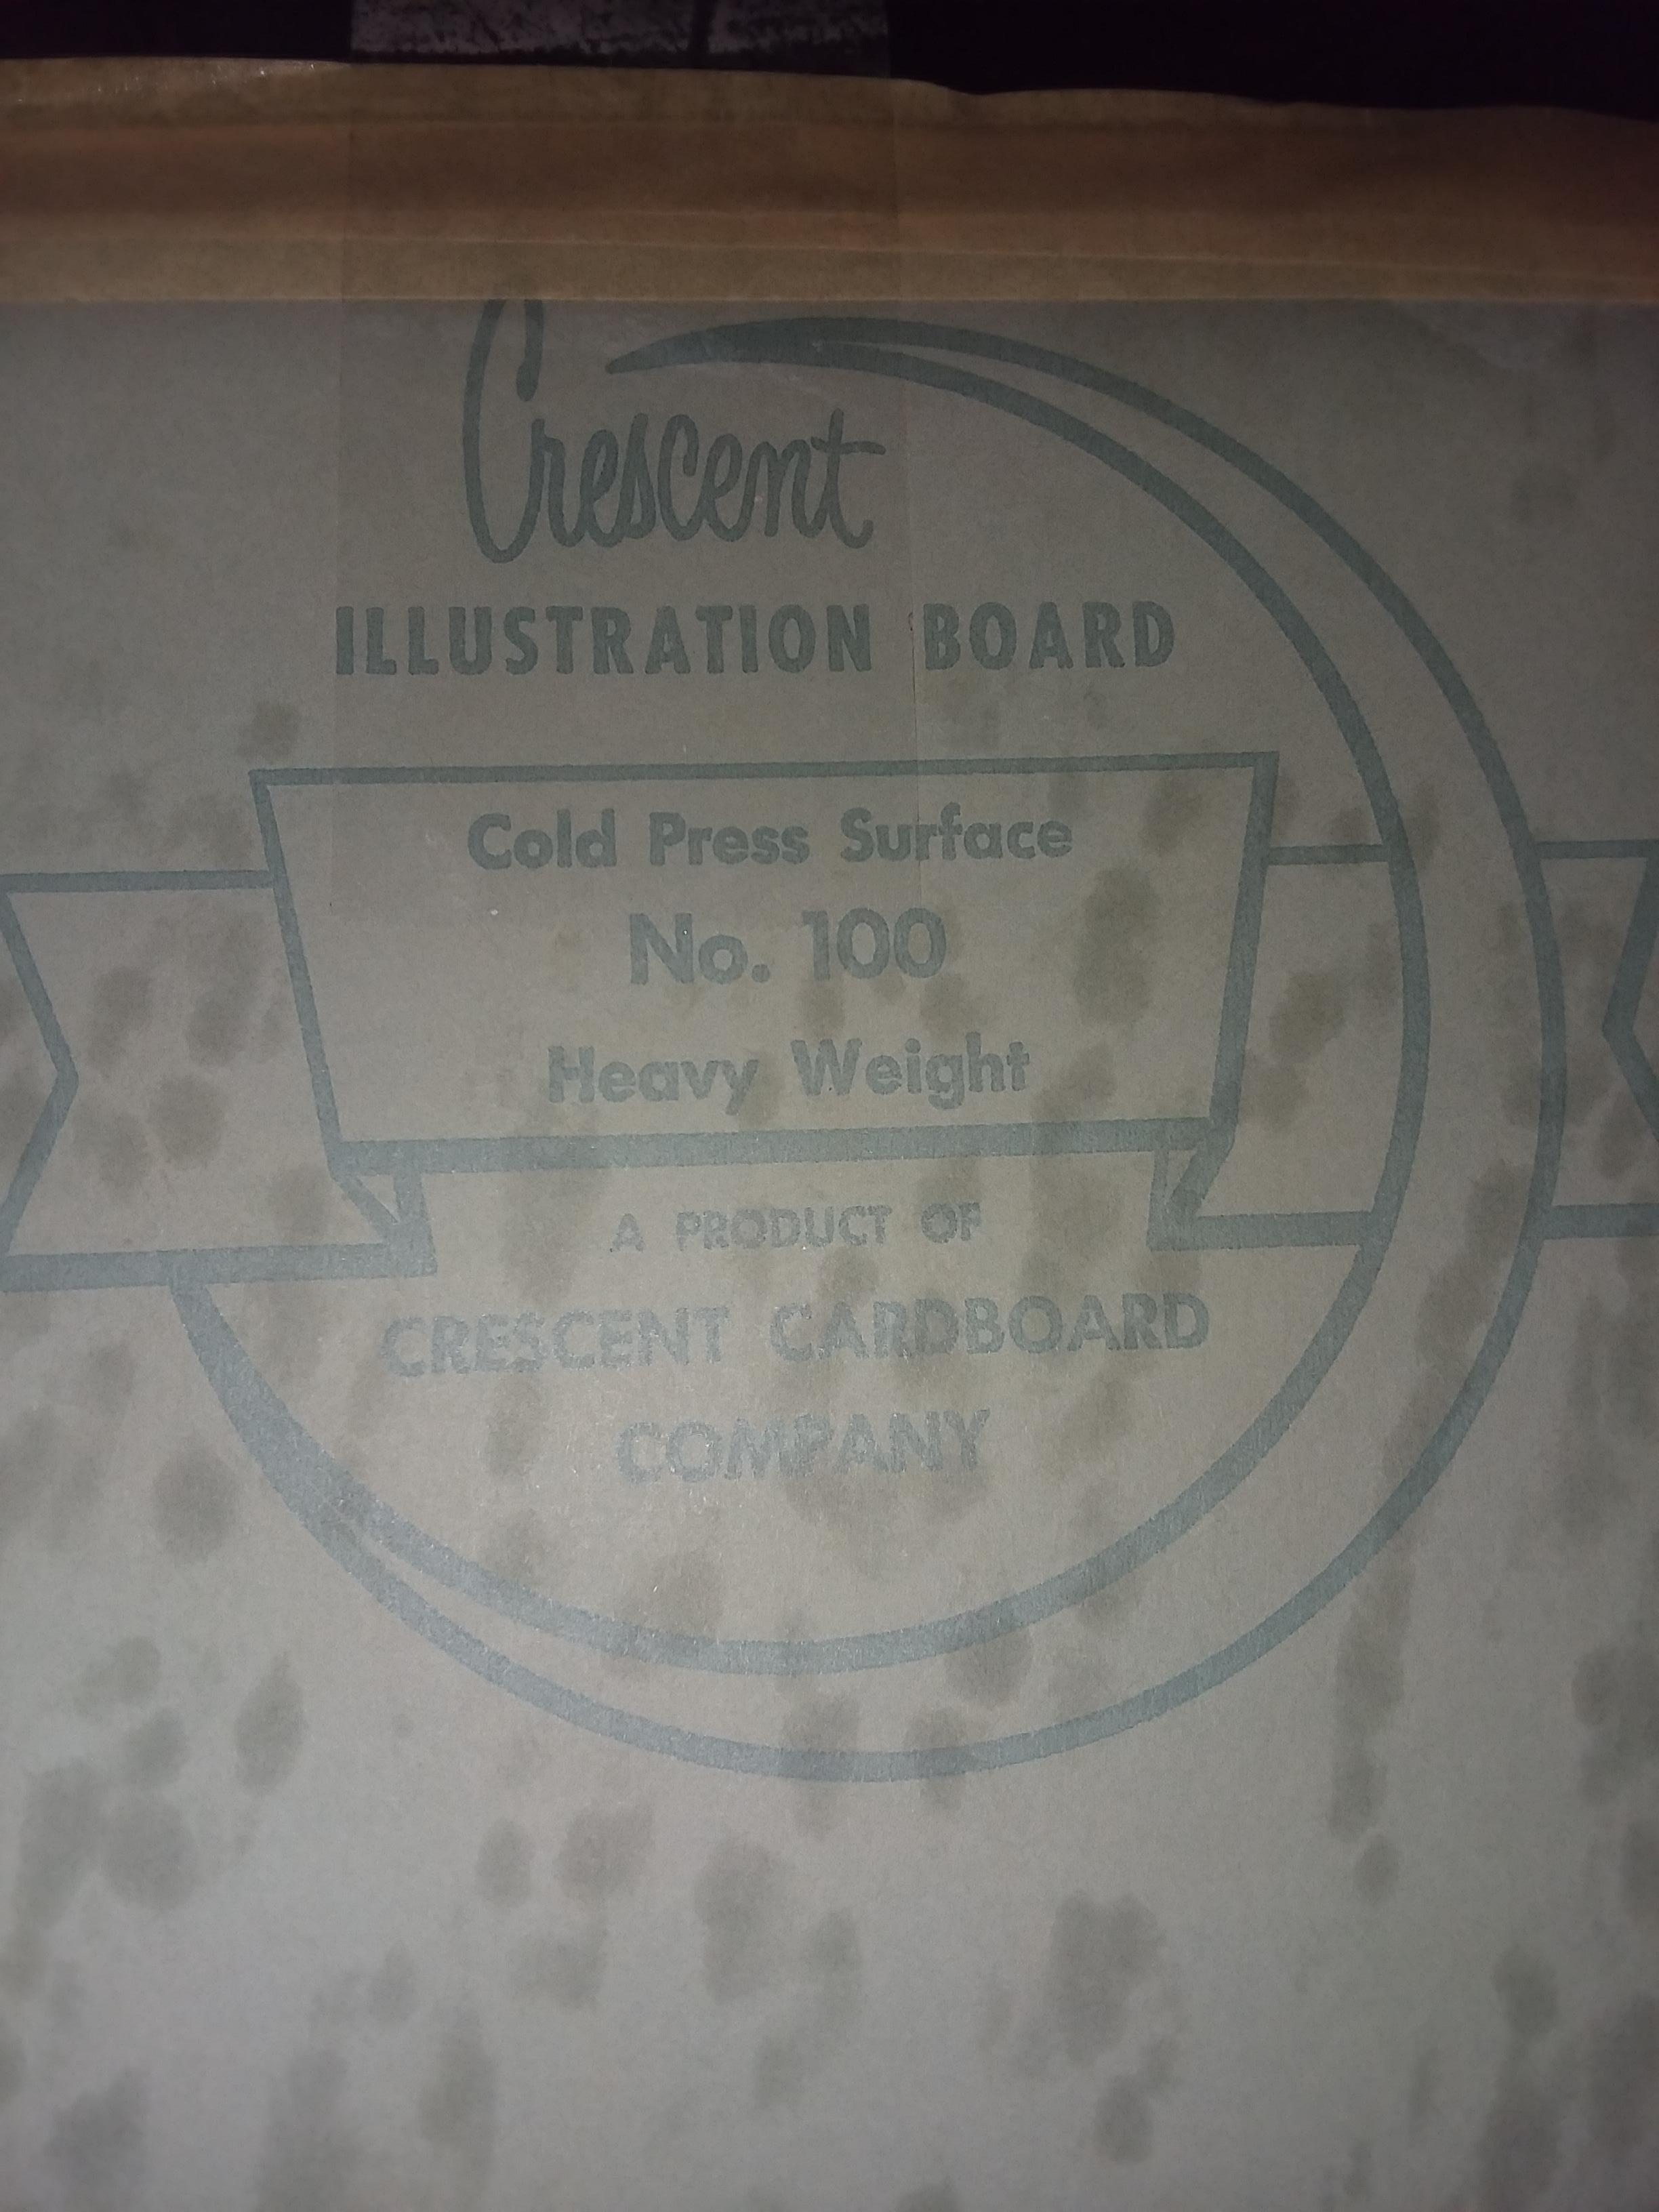 Crescent
ILLUSTRATION BOARD
Cold Press Surface
No. 100
Heavy Weight
A PRODUCT OF
CRESCENT CARDBOARD
COMPANY